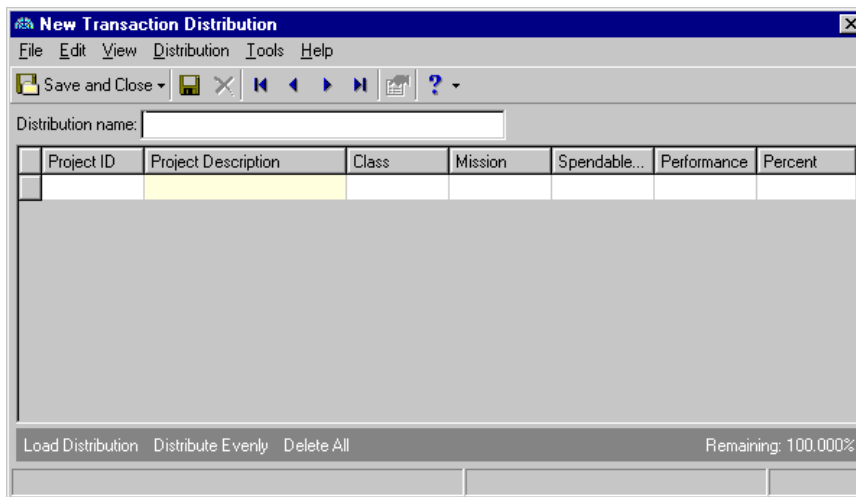 New Transaction Distribution
File Edit View Distribution Tools Help
Save and Close
Distribution name:
Project ID Project Description Class Mission Spendable... Performance Percent
Load Distribution Distribute Evenly Delete All Remaining: 100.000%